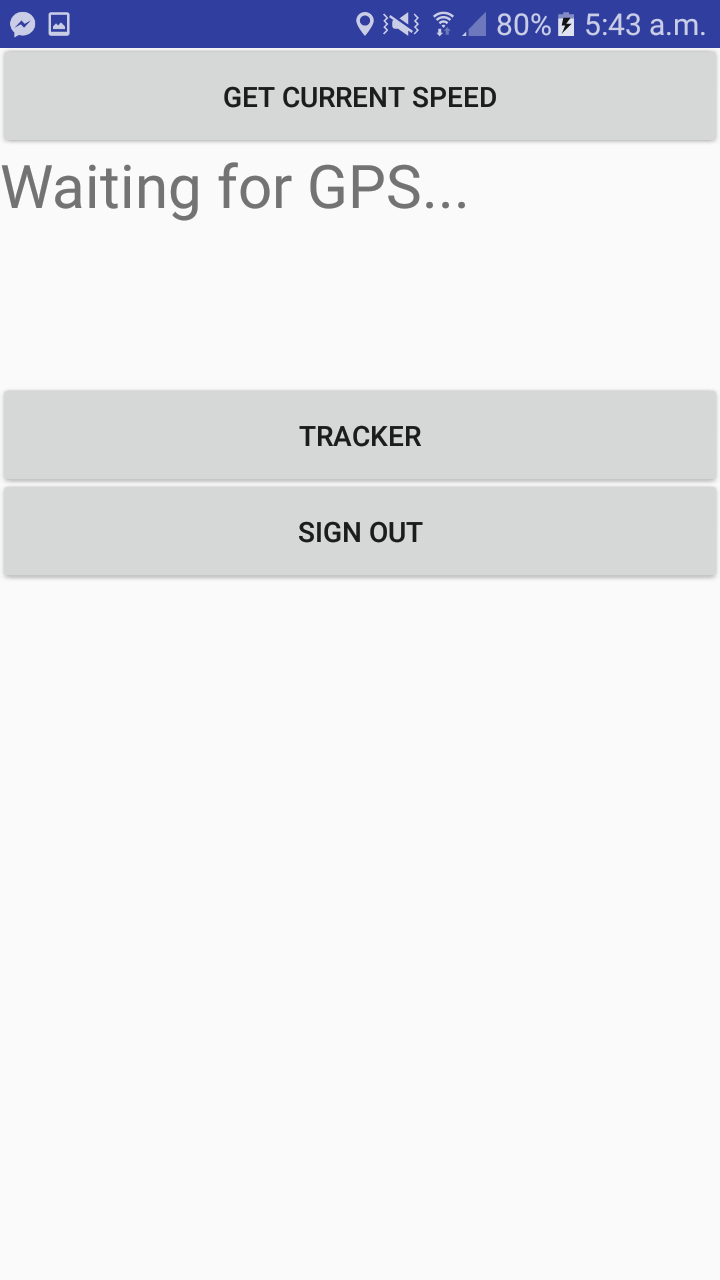 80% 5:43 a.m.
GET CURRENT SPEED
Waiting for GPS...
TRACKER
SIGN OUT